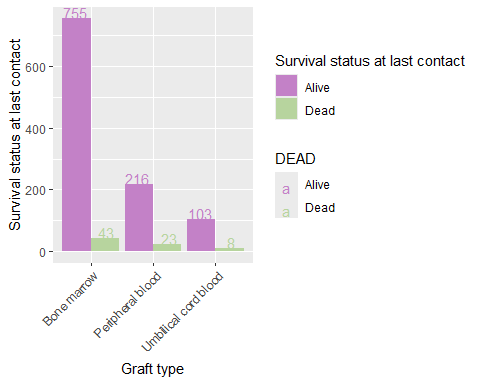 755
43
216
23
103
8
600
400
200
0
Survival status at last contact
Bone marrow
Peripheral blood
Umbilical cord blood
Graft type
Survival status at last contact
Alive
Dead
DEAD
a Alive
a Dead